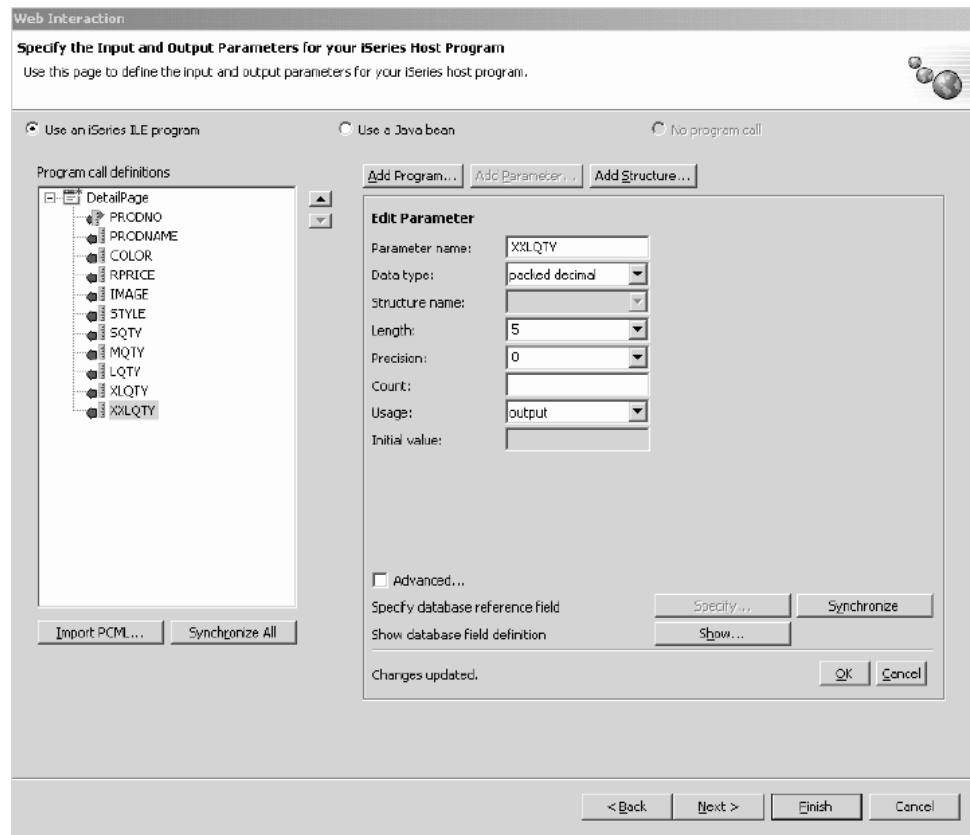 Web Interaction
Specify the Input and Output Parameters for your iSeries Host Program
Use this page to define the input and output parameters for your iSeries host program.
Use an iSeries ILE program
Use a Java bean
No program call
Program call definitions
DetailPage
PRODNO
PRODNAME
COLOR
RPRICE
IMAGE
STYLE
SQTY
MQTY
LQTY
XLQTY
XXLQTY
Import PCML...
Synchronize All
Add Program...
Add Parameter...
Add Structure...
Edit Parameter
Parameter name: XXLQTY
Data type: packed decimal
Structure name:
Length: 5
Precision: 0
Count:
Usage: output
Initial value:
Advanced...
Specify database reference field Specify... Synchronize
Show database field definition Show...
Changes updated. OK Cancel
< Back Next > Finish Cancel